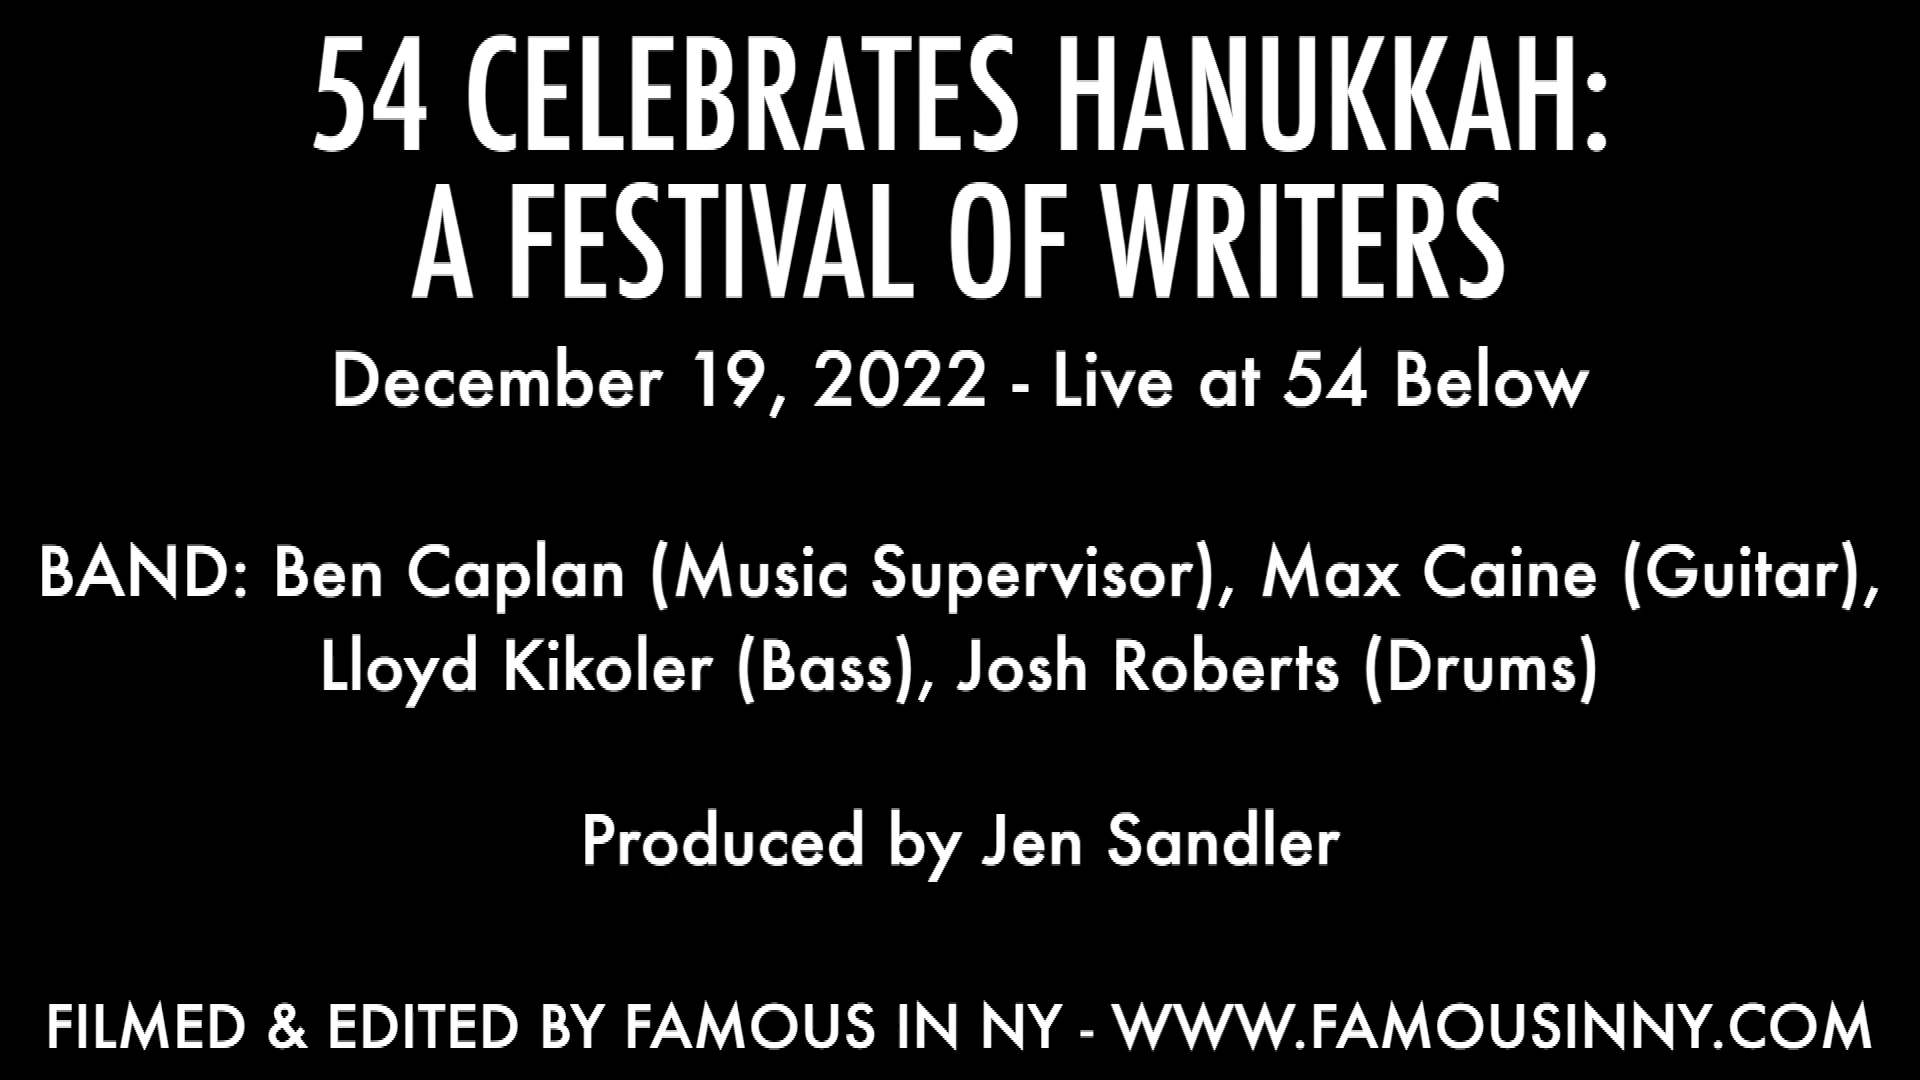 54 CELEBRATES HANUKKAH:
A FESTIVAL OF WRITERS
December 19, 2022 - Live at 54 Below
BAND: Ben Caplan (Music Supervisor), Max Caine (Guitar),
Lloyd Kikoler (Bass), Josh Roberts (Drums)
Produced by Jen Sandler
FILMED & EDITED BY FAMOUS IN NY - WWW.FAMOUSINNY.COM